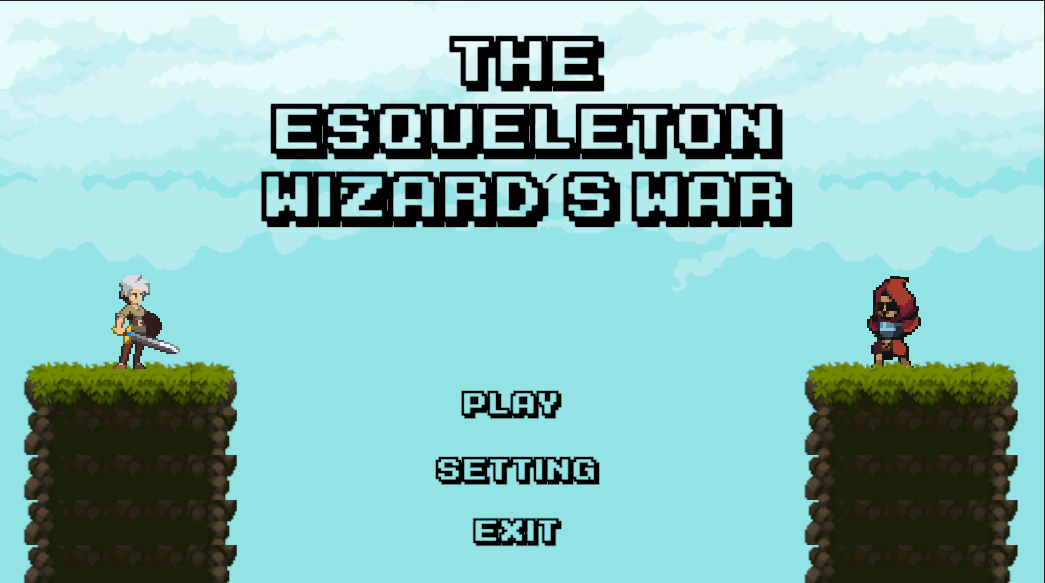 THE
ESQUELETON
WIZARD´S WAR
PLAY
SETTING
EXIT